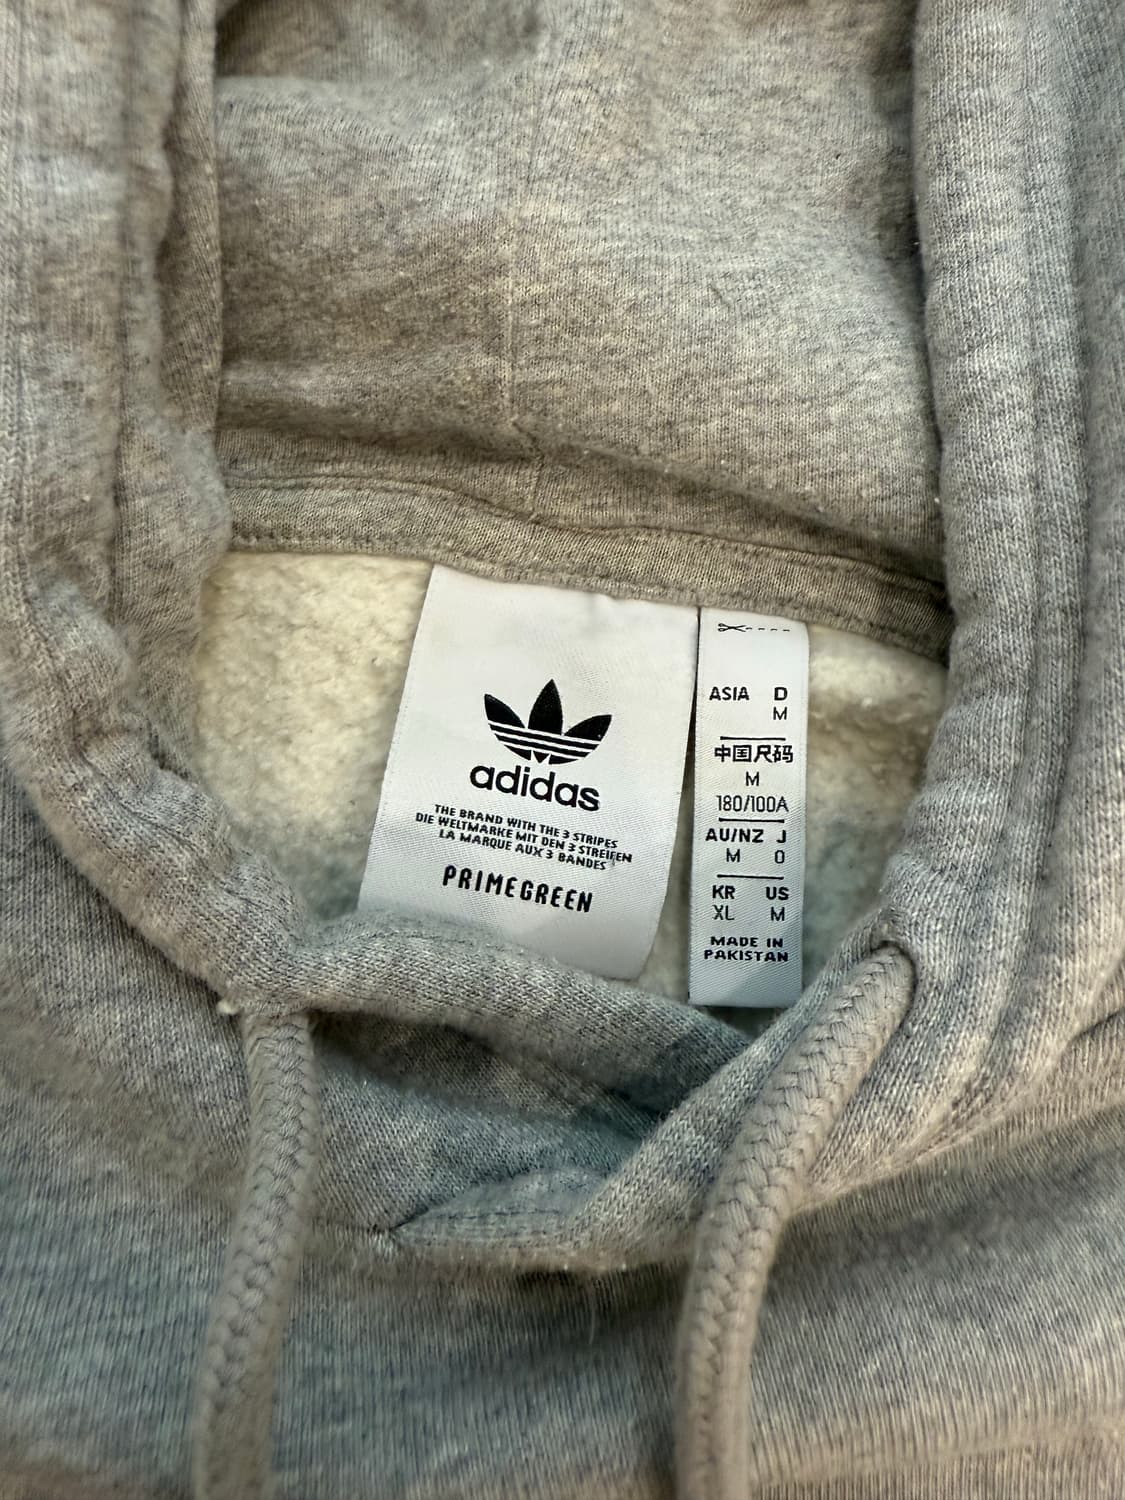 adidas
THE BRAND WITH THE 3 STRIPES
DIE WELTMARKE MIT DEN 3 STREIFEN
LA MARQUE AUX 3 BANDES
PRIMEGREEN
ASIA D
M
中国尺码
M
180/100A
AU/NZ J
M O
KR US
XL M
MADE IN
PAKISTAN